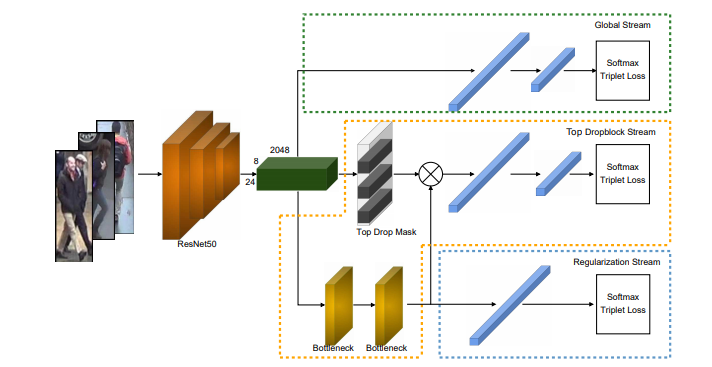 Global Stream
Softmax
Triplet Loss
2048
8
24
ResNet50
Top Dropblock Stream
Softmax
Triplet Loss
Top Drop Mask
Regularization Stream
Softmax
Triplet Loss
Bottleneck
Bottleneck